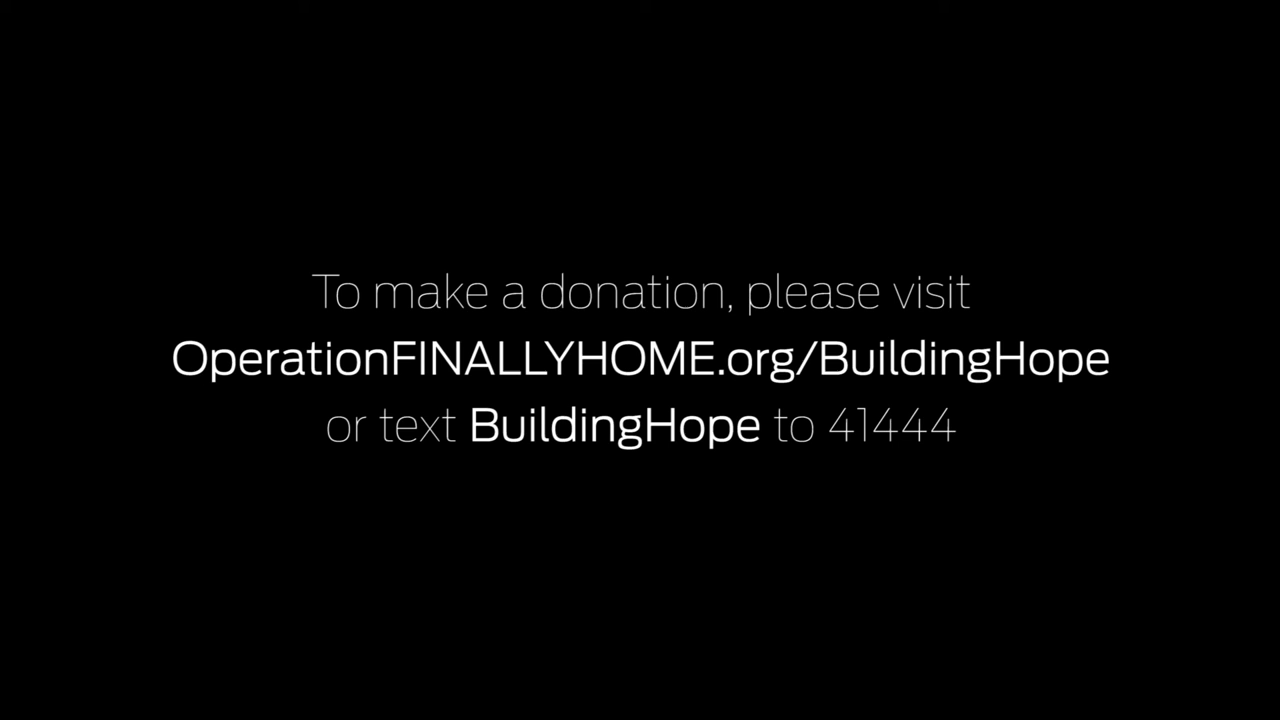 To make a donation, please visit
OperationFINALLYHOME.org/BuildingHope
or text BuildingHope to 41444